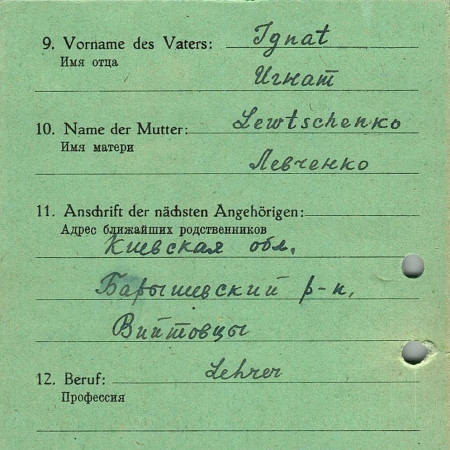 9. Vorname des Vaters: Ignat
Имя отца
Игнат
10. Name der Mutter: Lewtschenko
Имя матери
Левченко
11. Anschrift der nächsten Angehörigen:
Адрес ближайших родственников
Киевская обл.
Барышевский р-н,
Вийтовцы
12. Beruf: Lehrer
Профессия